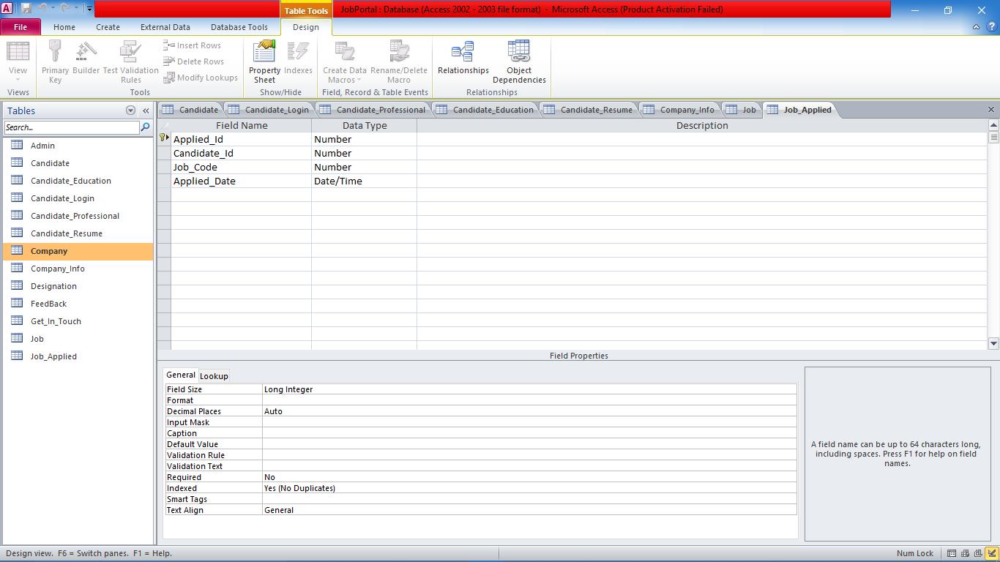 Table Tools
JobPortal : Database (Access 2002 - 2003 file format) - Microsoft Access (Product Activation Failed)
File Home Create External Data Database Tools Design
View
Primary Key
Builder
Test Validation Rules
Insert Rows
Delete Rows
Modify Lookups
Property Sheet
Indexes
Create Data Macros
Rename/Delete Macro
Relationships
Object Dependencies
Views Tools Show/Hide Field, Record & Table Events Relationships
Tables
Search...
Admin
Candidate
Candidate_Education
Candidate_Login
Candidate_Professional
Candidate_Resume
Company
Company_Info
Designation
FeedBack
Get_In_Touch
Job
Job_Applied
Candidate Candidate_Login Candidate_Professional Candidate_Education Candidate_Resume Company_Info Job Job_Applied
Field Name Data Type Description
Applied_Id Number
Candidate_Id Number
Job_Code Number
Applied_Date Date/Time
Field Properties
General Lookup
Field Size Long Integer
Format
Decimal Places Auto
Input Mask
Caption
Default Value
Validation Rule
Validation Text
Required No
Indexed Yes (No Duplicates)
Smart Tags
Text Align General
A field name can be up to 64 characters long,
including spaces. Press F1 for help on field
names.
Design view. F6 = Switch panes. F1 = Help. Num Lock